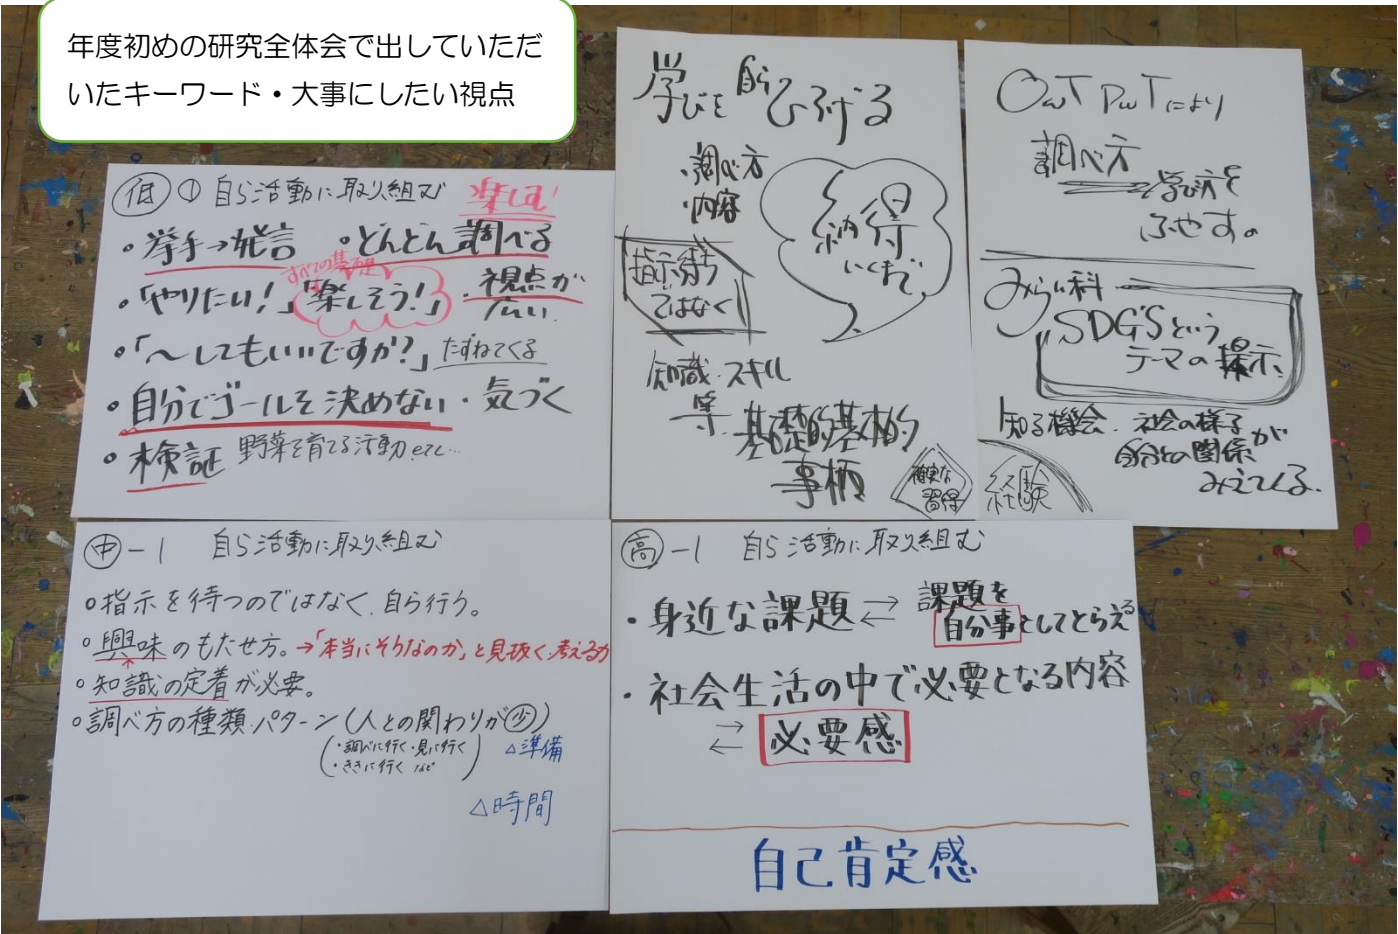 年度初めの研究全体会で出していただ
いたキーワード・大事にしたい視点
低 ① 自ら活動に取り組む 楽しむ
・挙手→発言 ・どんどん調べる
すべての基礎
・「やりたい!」「楽しそう!」 ・視点が
広い
・「〜してもいいですか?」たずねてくる
・自分でゴールを決めない ・気づく
・検証 野菜を育てる活動etc…
学びを自らひろげる
・調べ方
・内容
納得
いくまで
指示待ち
ではなく
知識・スキル
等 基礎的基本的
事柄
確実な
習得
OUTPUTにより
調べ方
学び方を
ふやす。
みらい科
SDGSという
テーマの提示
知る機会 社会の様子
自分との関係が
みえてくる.
経験
中-1 自ら活動に取り組む
・指示を待つのではなく、自ら行う。
・興味のもたせ方。→「本当にそうなのか」と見抜く・考える力
・知識の定着が必要。
・調べ方の種類・パターン(人との関わりが少)
(・調べに行く・見に行く
・ききに行く など)
△準備
△時間
高-1 自ら活動に取り組む
・身近な課題 ⇄ 課題を
自分事としてとらえる
・社会生活の中で必要となる内容
⇄ 必要感
自己肯定感